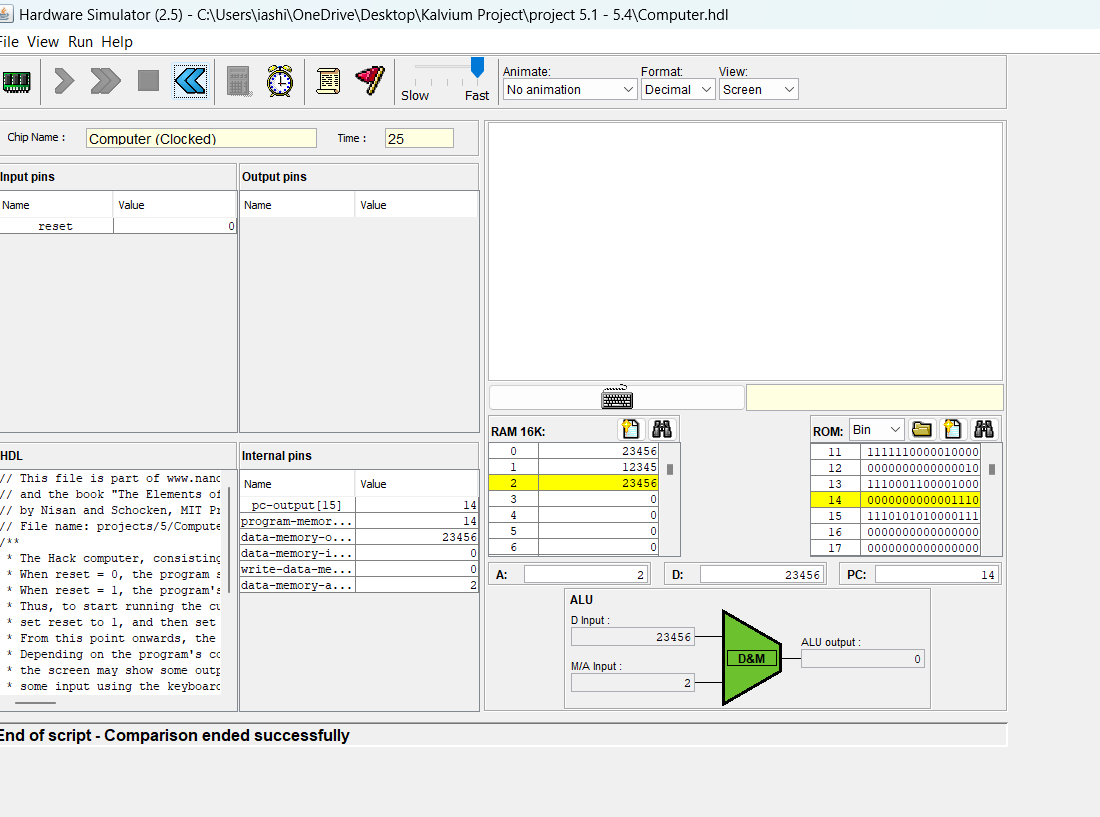 Hardware Simulator (2.5) - C:\Users\iashi\OneDrive\Desktop\Kalvium Project\project 5.1 - 5.4\Computer.hdl
File View Run Help
Slow Fast
Animate: Format: View:
No animation Decimal Screen
Chip Name : Computer (Clocked) Time : 25
Input pins
Name Value
reset 0
Output pins
Name Value
HDL
// This file is part of www.nand
// and the book "The Elements of
// by Nisan and Schocken, MIT Pr
// File name: projects/5/Compute
/**
* The Hack computer, consisting
* When reset = 0, the program s
* When reset = 1, the program's
* Thus, to start running the cu
* set reset to 1, and then set
* From this point onwards, the
* Depending on the program's co
* the screen may show some outp
* some input using the keyboard
Internal pins
Name Value
pc-output[15] 14
program-memor... 14
data-memory-o... 23456
data-memory-i... 0
write-data-me... 0
data-memory-a... 2
RAM 16K:
0 23456
1 12345
2 23456
3 0
4 0
5 0
6 0
ROM: Bin
11 1111110000010000
12 0000000000000010
13 1110001100001000
14 0000000000001110
15 1110101010000111
16 0000000000000000
17 0000000000000000
A: 2 D: 23456 PC: 14
ALU
D Input :
23456
M/A Input :
2
D&M
ALU output :
0
End of script - Comparison ended successfully